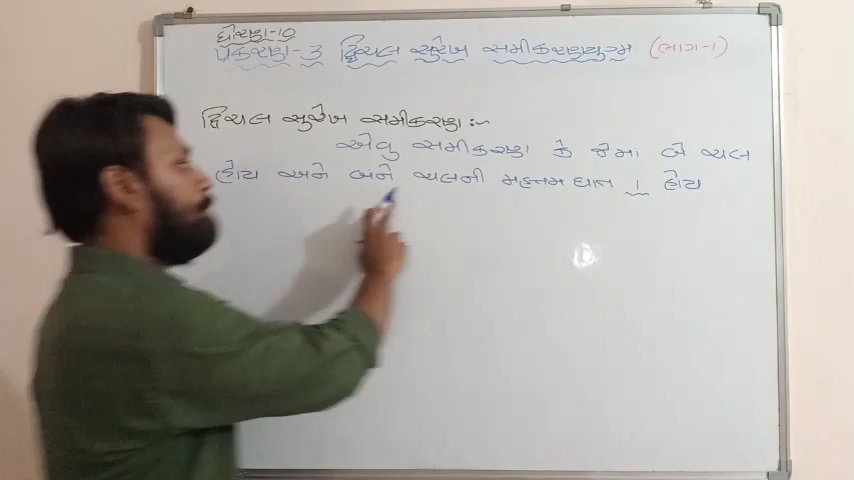 ધોરણ-10
પ્રકરણ-3 દ્વિચલ સુરેખ સમીકરણયુગ્મ (ભાગ-1)
દ્વિચલ સુરેખ સમીકરણ :-
એવુ સમીકરણ કે જેમા બે ચલ
હોય અને બંને ચલની મહત્તમ ઘાત 1 હોય